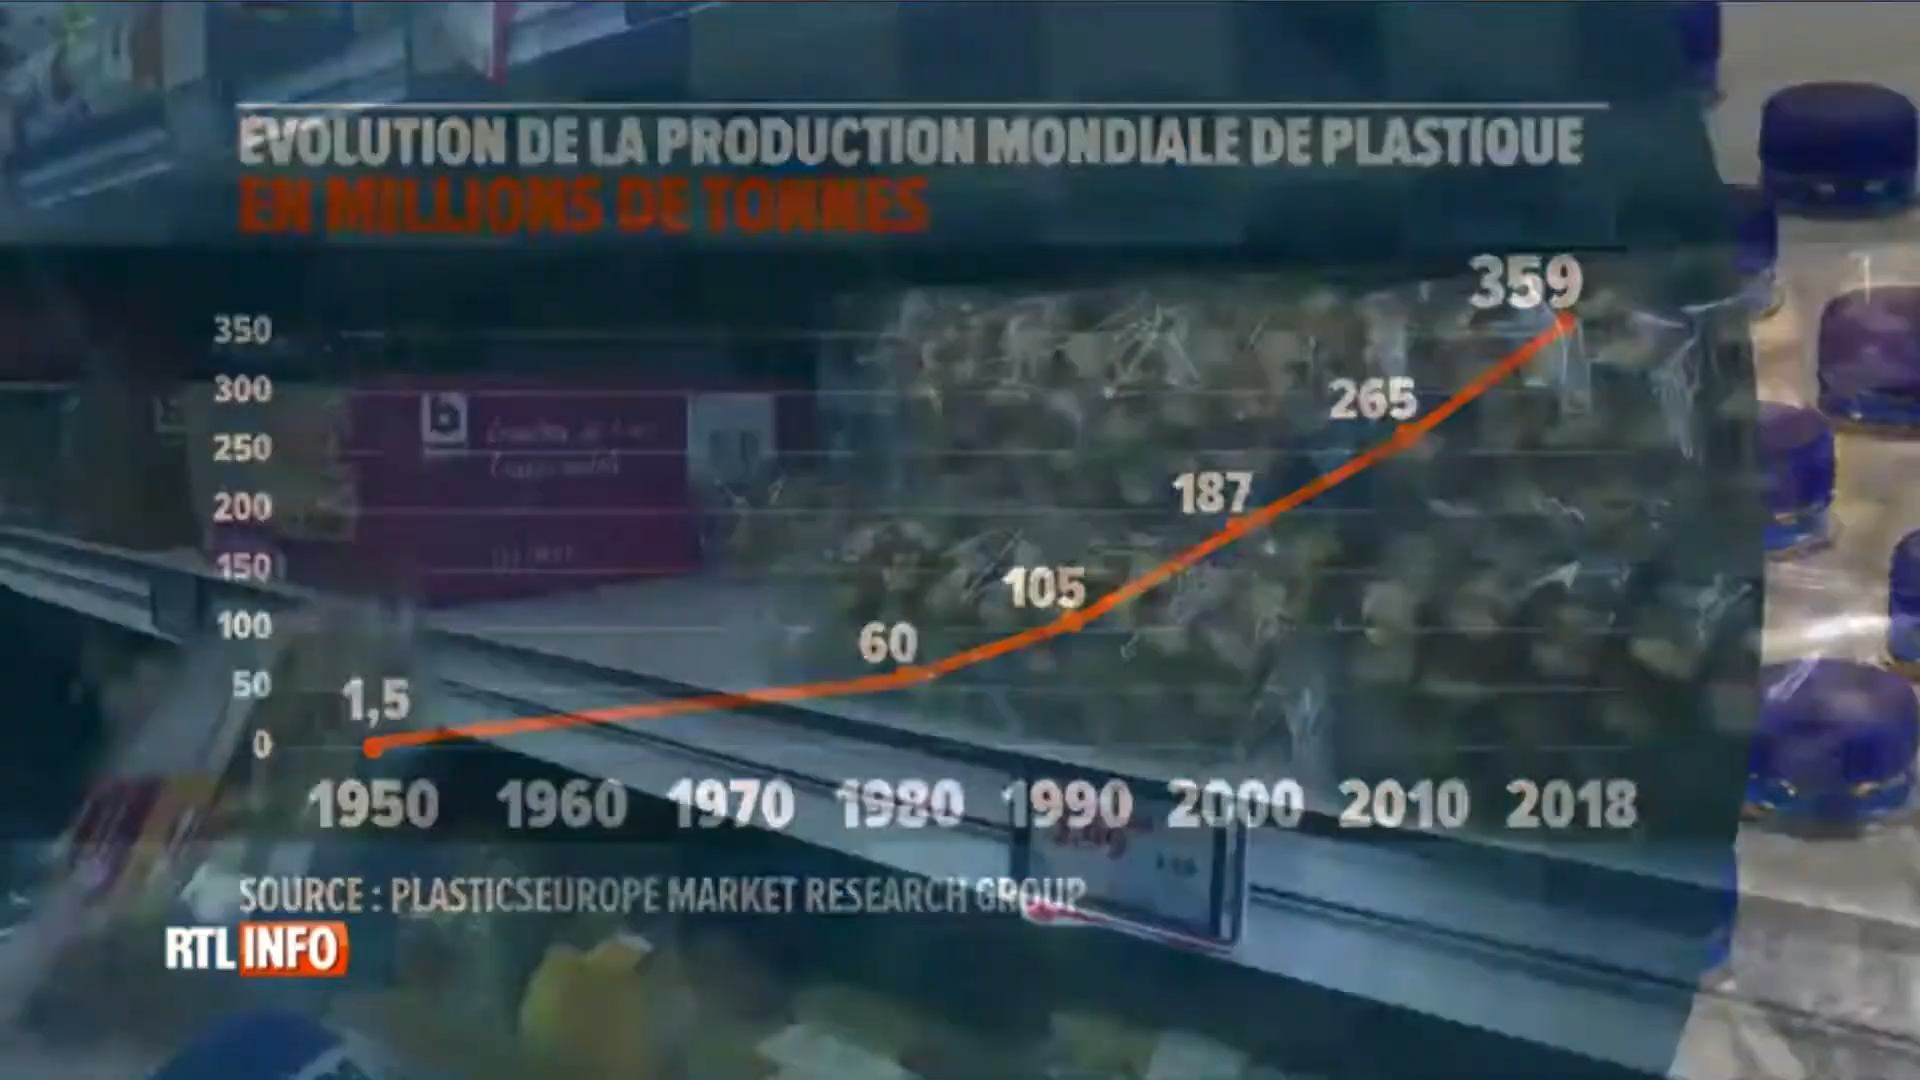 ÉVOLUTION DE LA PRODUCTION MONDIALE DE PLASTIQUE
EN MILLIONS DE TONNES
359
350
300
265
250
187
200
150
105
100
60
50
1,5
0
1950 1960 1970 1980 1990 2000 2010 2018
SOURCE : PLASTICSEUROPE MARKET RESEARCH GROUP
RTL INFO
b